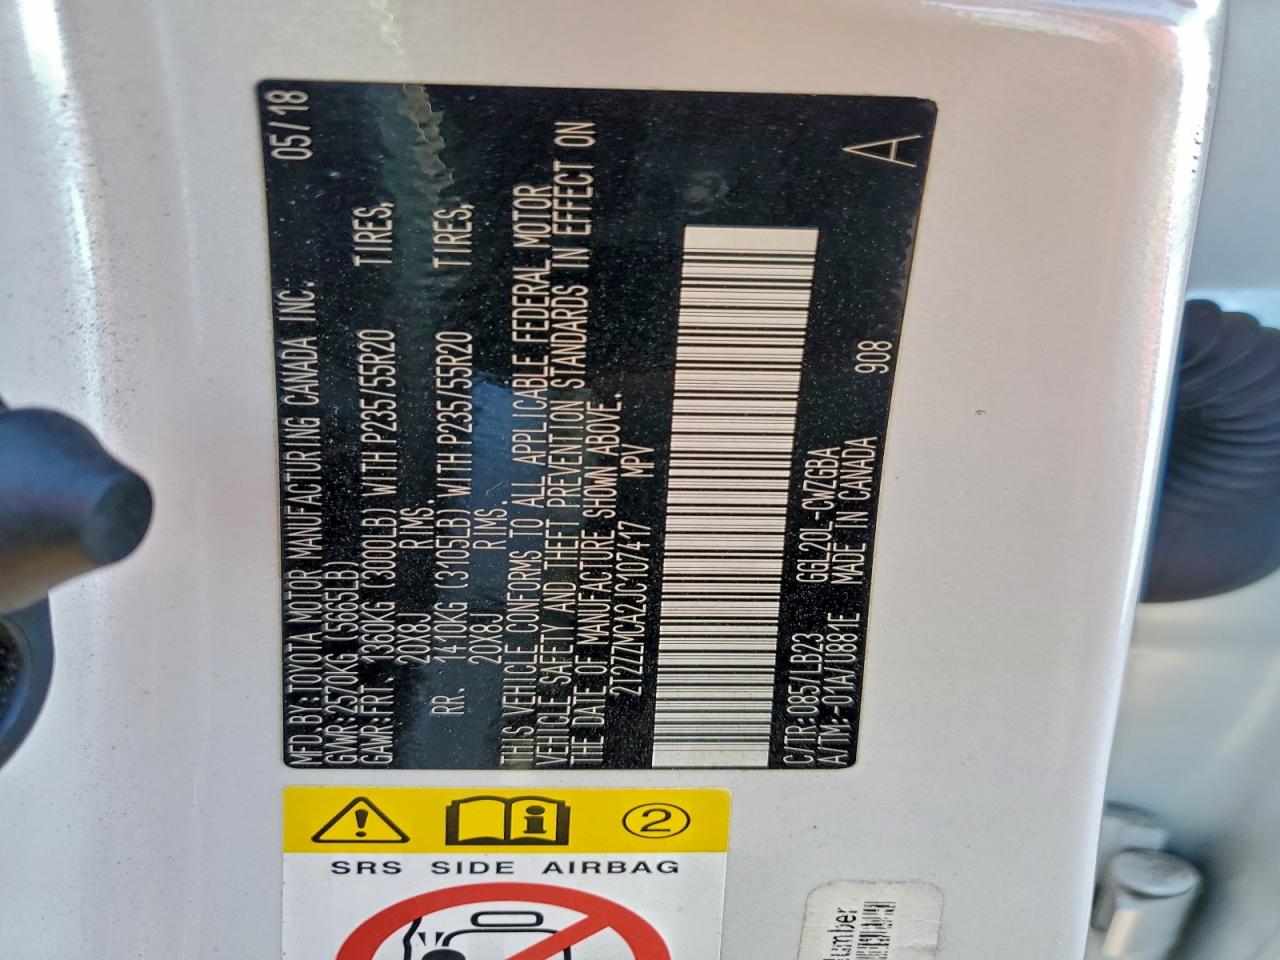 MFD.BY:TOYOTA MOTOR MANUFACTURING CANADA INC. 05/18
GVWR:2570KG (5665LB)
GAWR:FRT. 1360KG (3000LB) WITH P235/55R20 TIRES,
20X8J RIMS.
RR. 1410KG (3105LB) WITH P235/55R20 TIRES,
20X8J RIMS.
THIS VEHICLE CONFORMS TO ALL APPLICABLE FEDERAL MOTOR
VEHICLE SAFETY AND THEFT PREVENTION STANDARDS IN EFFECT ON
THE DATE OF MANUFACTURE SHOWN ABOVE.
2T2ZZMCA2JC107417 MPV
C/TR:085/LB23 GGL20L-CWZGBA
A/TM:-01A/U881E MADE IN CANADA 908
A
2
SRS SIDE AIRBAG